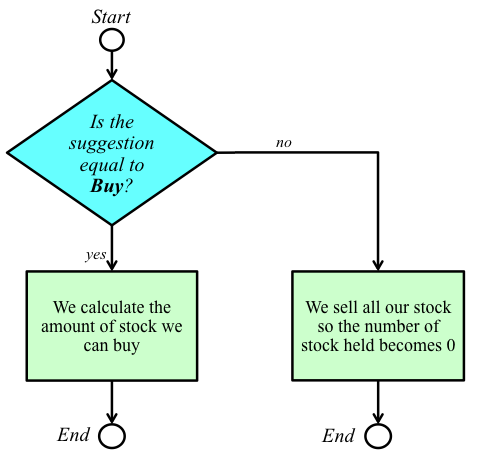 Start
Is the
suggestion
equal to
Buy?
no
yes
We calculate the
amount of stock we
can buy
We sell all our stock
so the number of
stock held becomes 0
End
End